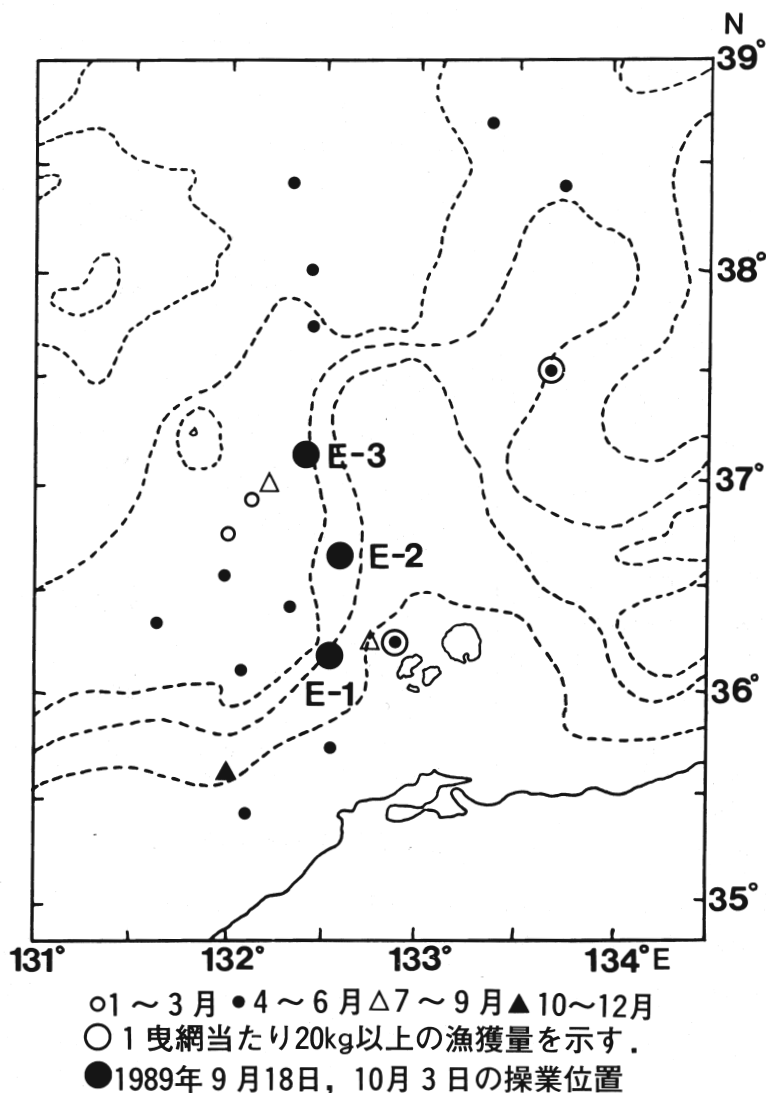 N
39°
38°
E-3
37°
E-2
E-1
36°
35°
131° 132° 133° 134°E
○1～3月 ●4～6月 △7～9月 ▲10～12月
○1曳網当たり20kg以上の漁獲量を示す.
●1989年9月18日，10月3日の操業位置